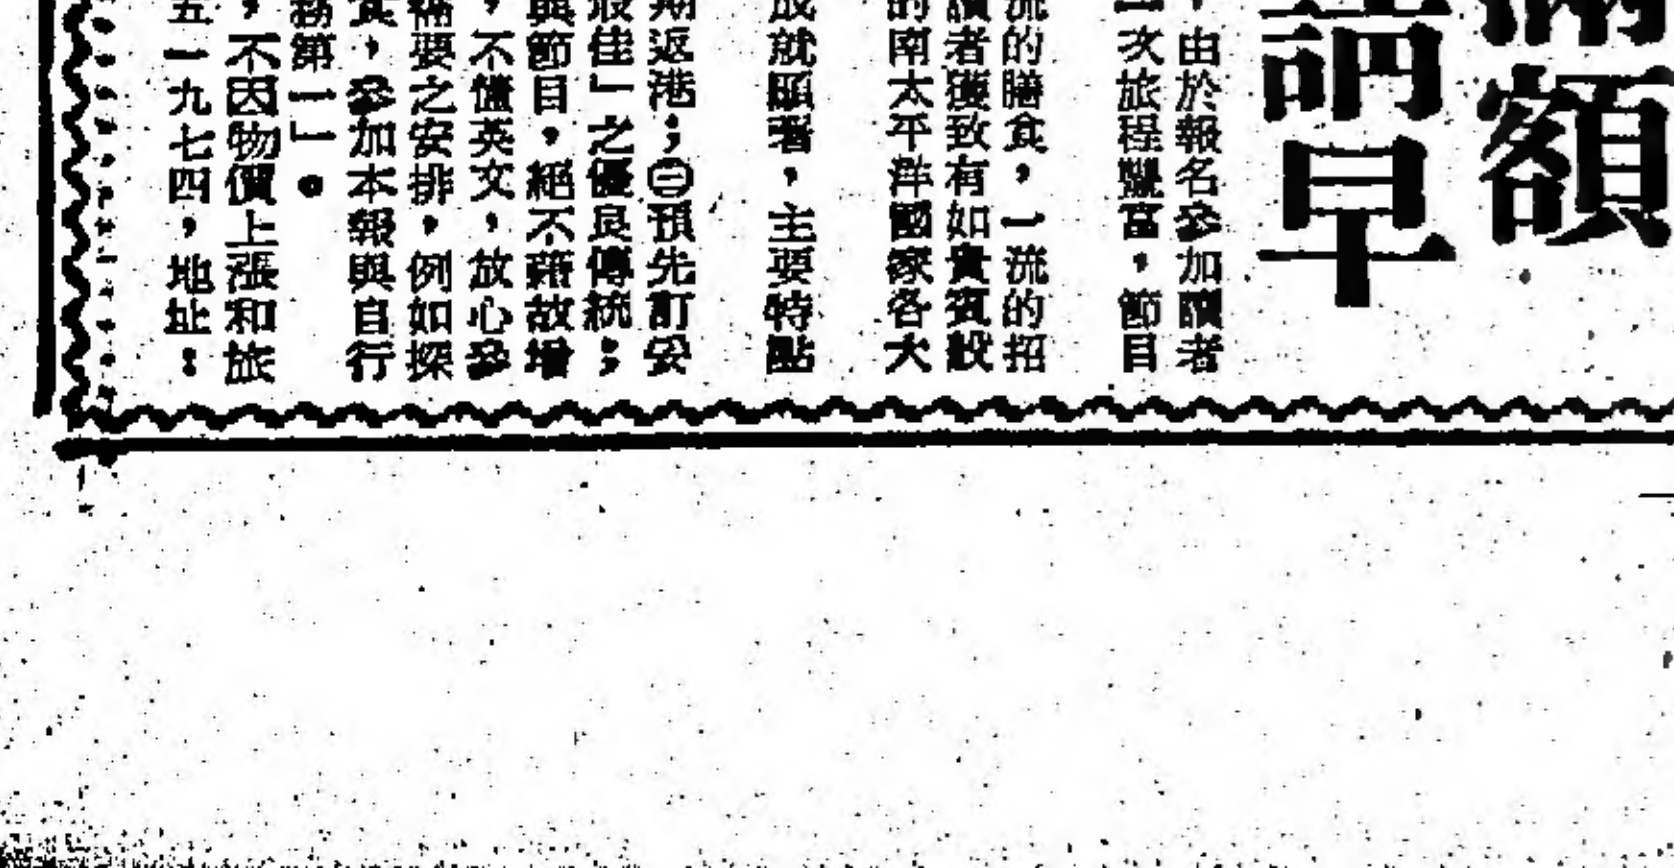 額
請早
，由於報名參加讀者
一次旅程豐富，節目
流的膳食，一流的招
讀者獲致有如貴賓般
的南太平洋國家各大
成就顯著，主要特點
期返港；㊂預先訂妥
最佳」之優良傳統；
與節目，絕不藉故增
，不懂英文，放心參
需要之安排，例如探
食，參加本報與自行
務第一」。
，不因物價上漲和旅
五一九七四，地址：